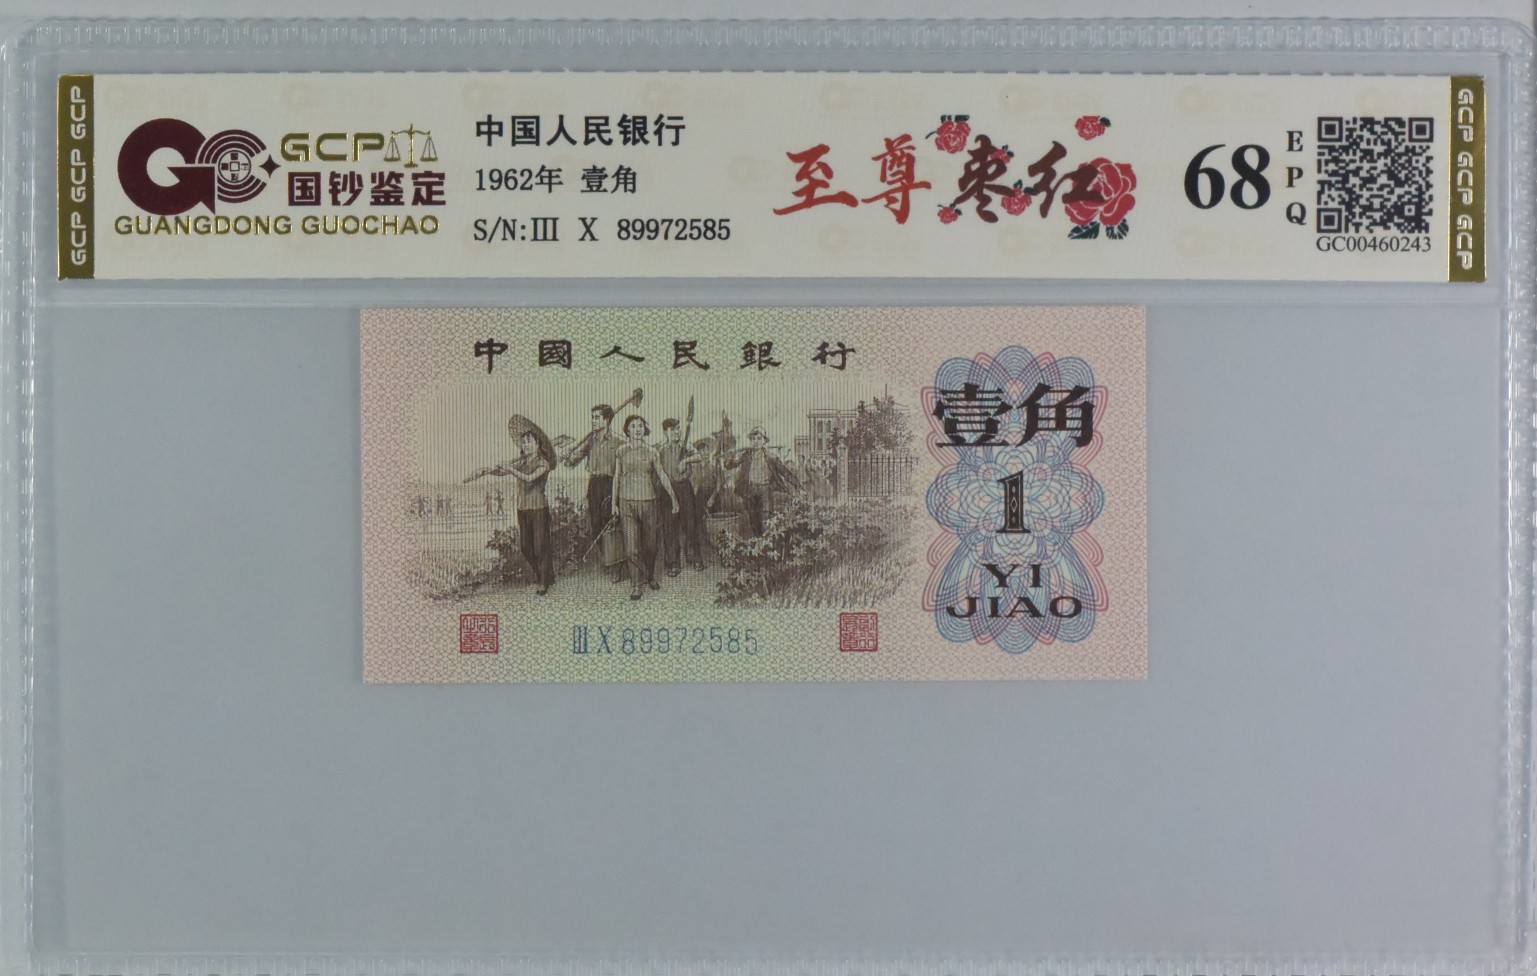 GCP GCP GCP
GCP
国钞鉴定
GUANGDONG GUOCHAO
中国人民银行
1962年 壹角
S/N:III X 89972585
至尊枣红
68
EPQ
GC00460243
GCP GCP GCP
中國人民銀行
壹角
1
YI
JIAO
III X 89972585